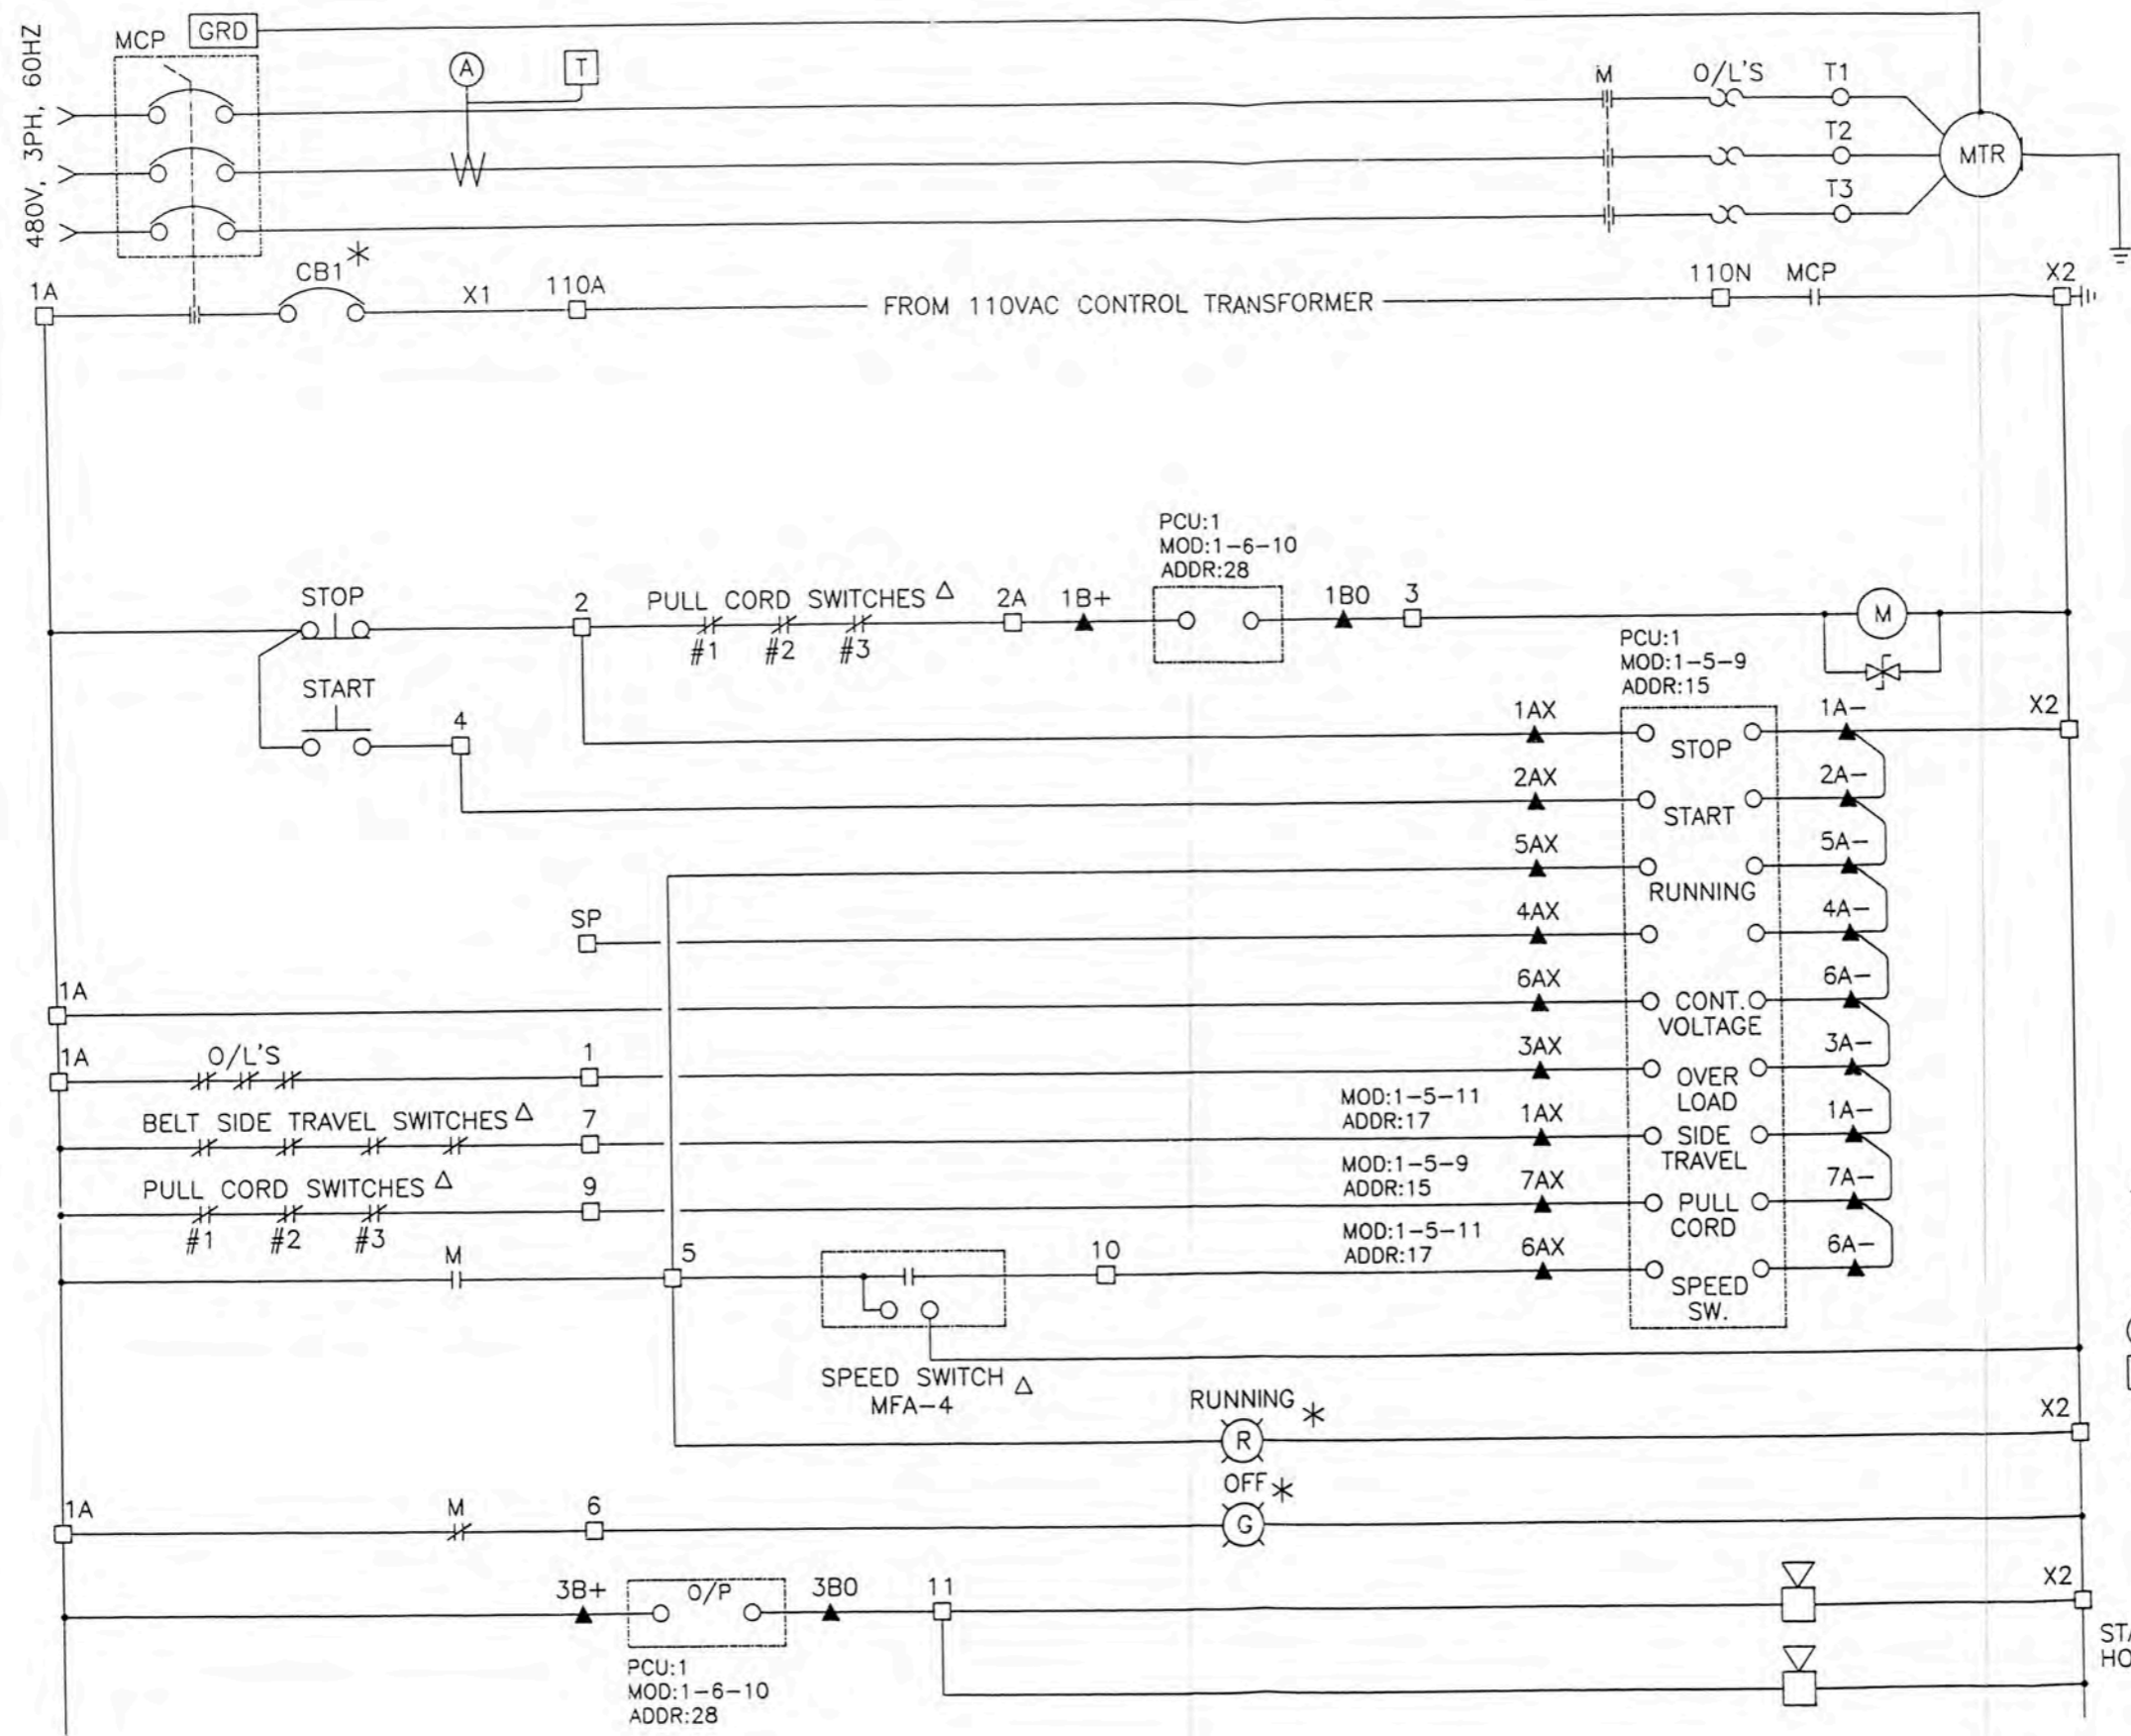 480V, 3PH, 60HZ
MCP
GRD
A
T
M
O/L'S
T1
T2
T3
MTR
1A
CB1*
X1
110A
FROM 110VAC CONTROL TRANSFORMER
110N
MCP
X2
PCU:1
MOD:1-6-10
ADDR:28
STOP
2
PULL CORD SWITCHES △
#1
#2
#3
2A
1B+
1B0
3
M
START
4
PCU:1
MOD:1-5-9
ADDR:15
1AX
STOP
1A-
X2
2AX
START
2A-
5AX
RUNNING
5A-
SP
4AX
4A-
1A
6AX
CONT.
VOLTAGE
6A-
1A
O/L'S
1
3AX
OVER
LOAD
3A-
BELT SIDE TRAVEL SWITCHES △
7
MOD:1-5-11
ADDR:17
1AX
SIDE
TRAVEL
1A-
PULL CORD SWITCHES △
#1
#2
#3
9
MOD:1-5-9
ADDR:15
7AX
PULL
CORD
7A-
M
5
10
MOD:1-5-11
ADDR:17
6AX
SPEED
SW.
6A-
SPEED SWITCH △
MFA-4
RUNNING*
R
X2
OFF*
G
1A
M
6
3B+
O/P
3B0
11
X2
PCU:1
MOD:1-6-10
ADDR:28